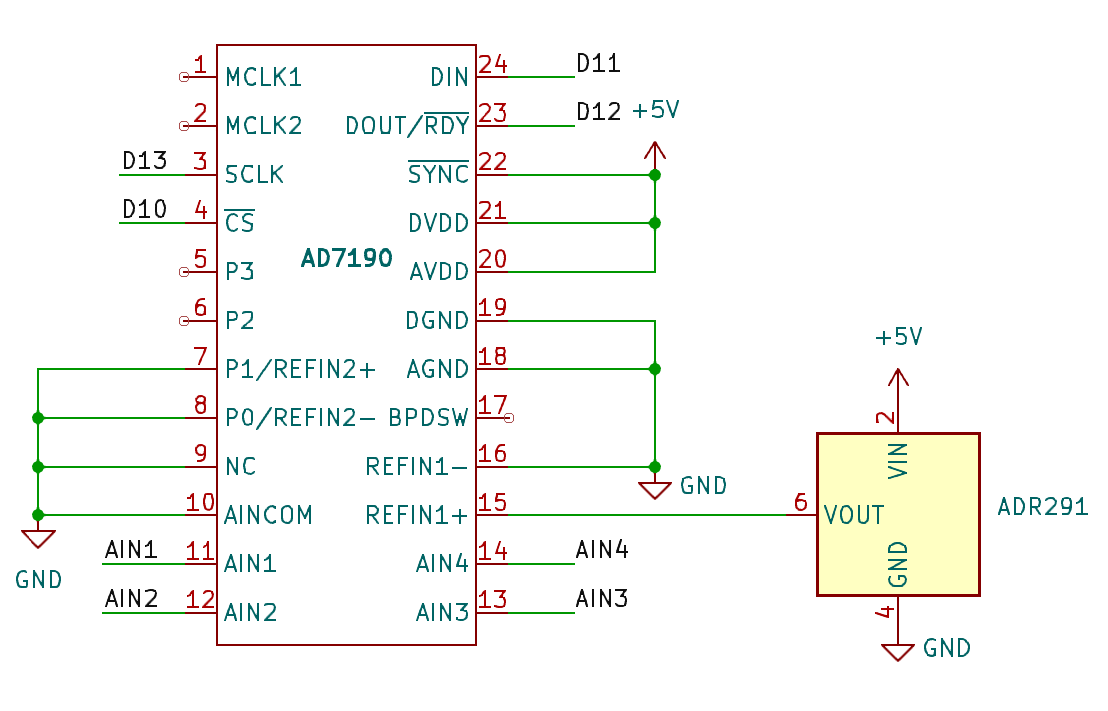 1 MCLK1
2 MCLK2
D13 3 SCLK
D10 4 CS
5 P3
6 P2
7 P1/REFIN2+
8 P0/REFIN2-
9 NC
10 AINCOM
AIN1 11 AIN1
AIN2 12 AIN2
GND
AD7190
DIN 24 D11
DOUT/RDY 23 D12
SYNC 22
DVDD 21
AVDD 20
DGND 19
AGND 18
BPDSW 17
REFIN1- 16
REFIN1+ 15
AIN4 14 AIN4
AIN3 13 AIN3
+5V
GND
+5V
2
VIN
6 VOUT
ADR291
GND
4
GND